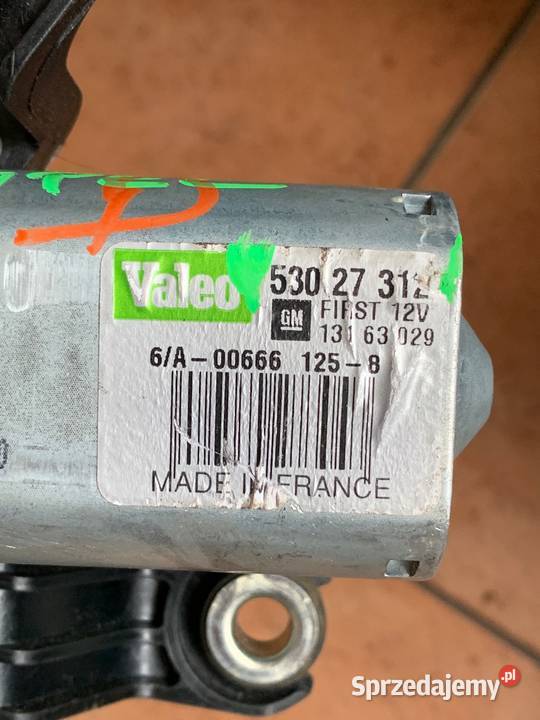 Valeo
530 27 312
GM
FIRST 12V
131 63 029
6/A-00666 125-8
MADE IN FRANCE
Sprzedajemy.pl